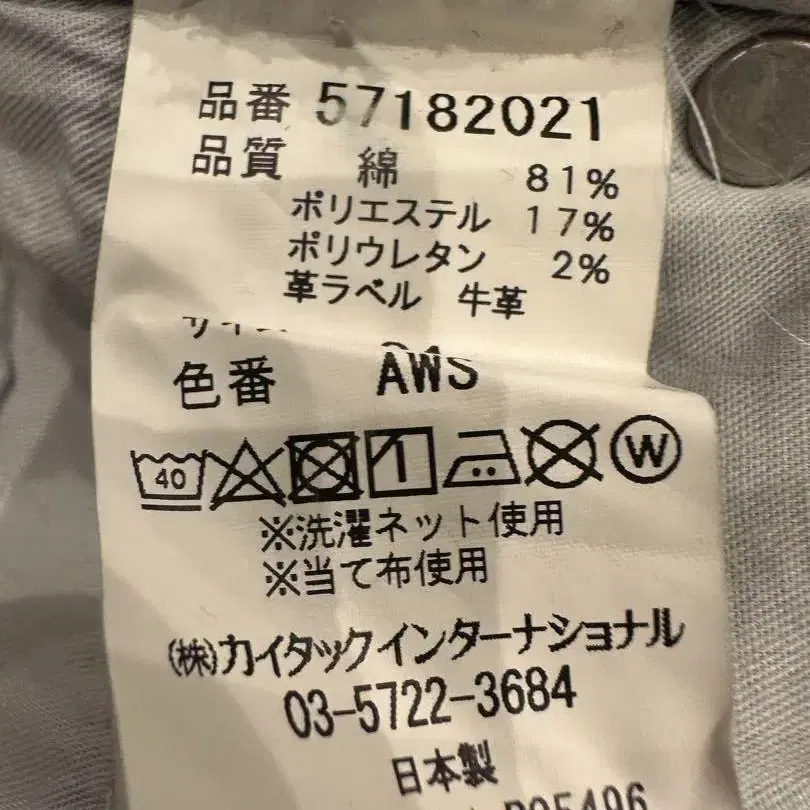 品番 57182021
品質 綿 81%
ポリエステル 17%
ポリウレタン 2%
革ラベル 牛革
サイズ
色番 AWS
40 W
※洗濯ネット使用
※当て布使用
(株)カイタックインターナショナル
03-5722-3684
日本製